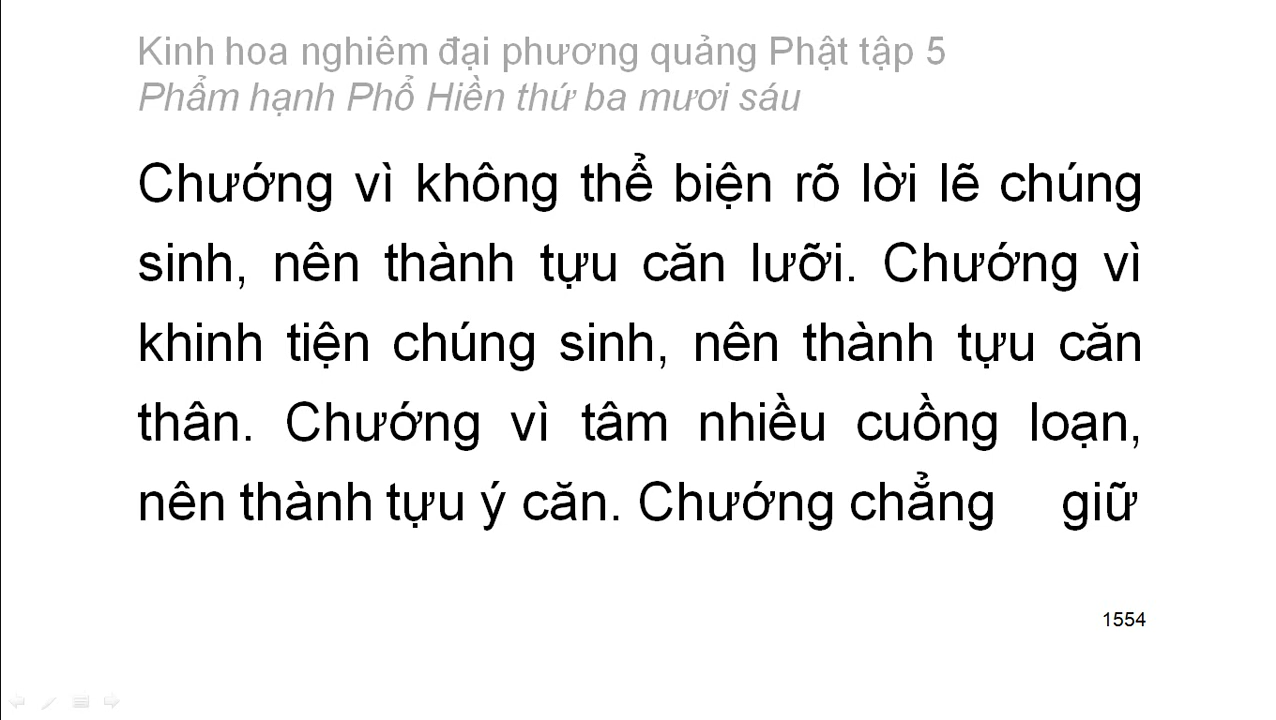 Kinh hoa nghiêm đại phương quảng Phật tập 5
Phẩm hạnh Phổ Hiền thứ ba mươi sáu
Chướng vì không thể biện rõ lời lẽ chúng
sinh, nên thành tựu căn lưỡi. Chướng vì
khinh tiện chúng sinh, nên thành tựu căn
thân. Chướng vì tâm nhiều cuồng loạn,
nên thành tựu ý căn. Chướng chẳng giữ
1554